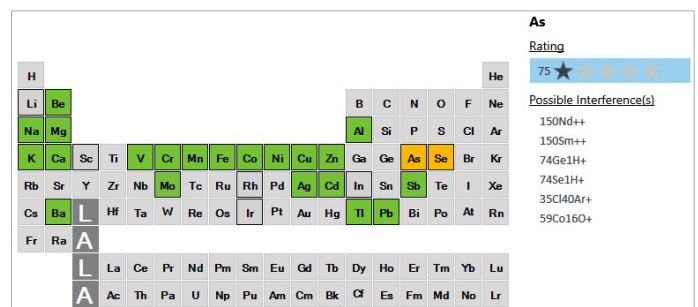 As
Rating
75
Possible Interference(s)
150Nd++
150Sm++
74Ge1H+
74Se1H+
35Cl40Ar+
59Co16O+
H He
Li Be B C N O F Ne
Na Mg Al Si P S Cl Ar
K Ca Sc Ti V Cr Mn Fe Co Ni Cu Zn Ga Ge As Se Br Kr
Rb Sr Y Zr Nb Mo Tc Ru Rh Pd Ag Cd In Sn Sb Te I Xe
Cs Ba L Hf Ta W Re Os Ir Pt Au Hg Tl Pb Bi Po At Rn
Fr Ra A
L La Ce Pr Nd Pm Sm Eu Gd Tb Dy Ho Er Tm Yb Lu
A Ac Th Pa U Np Pu Am Cm Bk Cf Es Fm Md No Lr